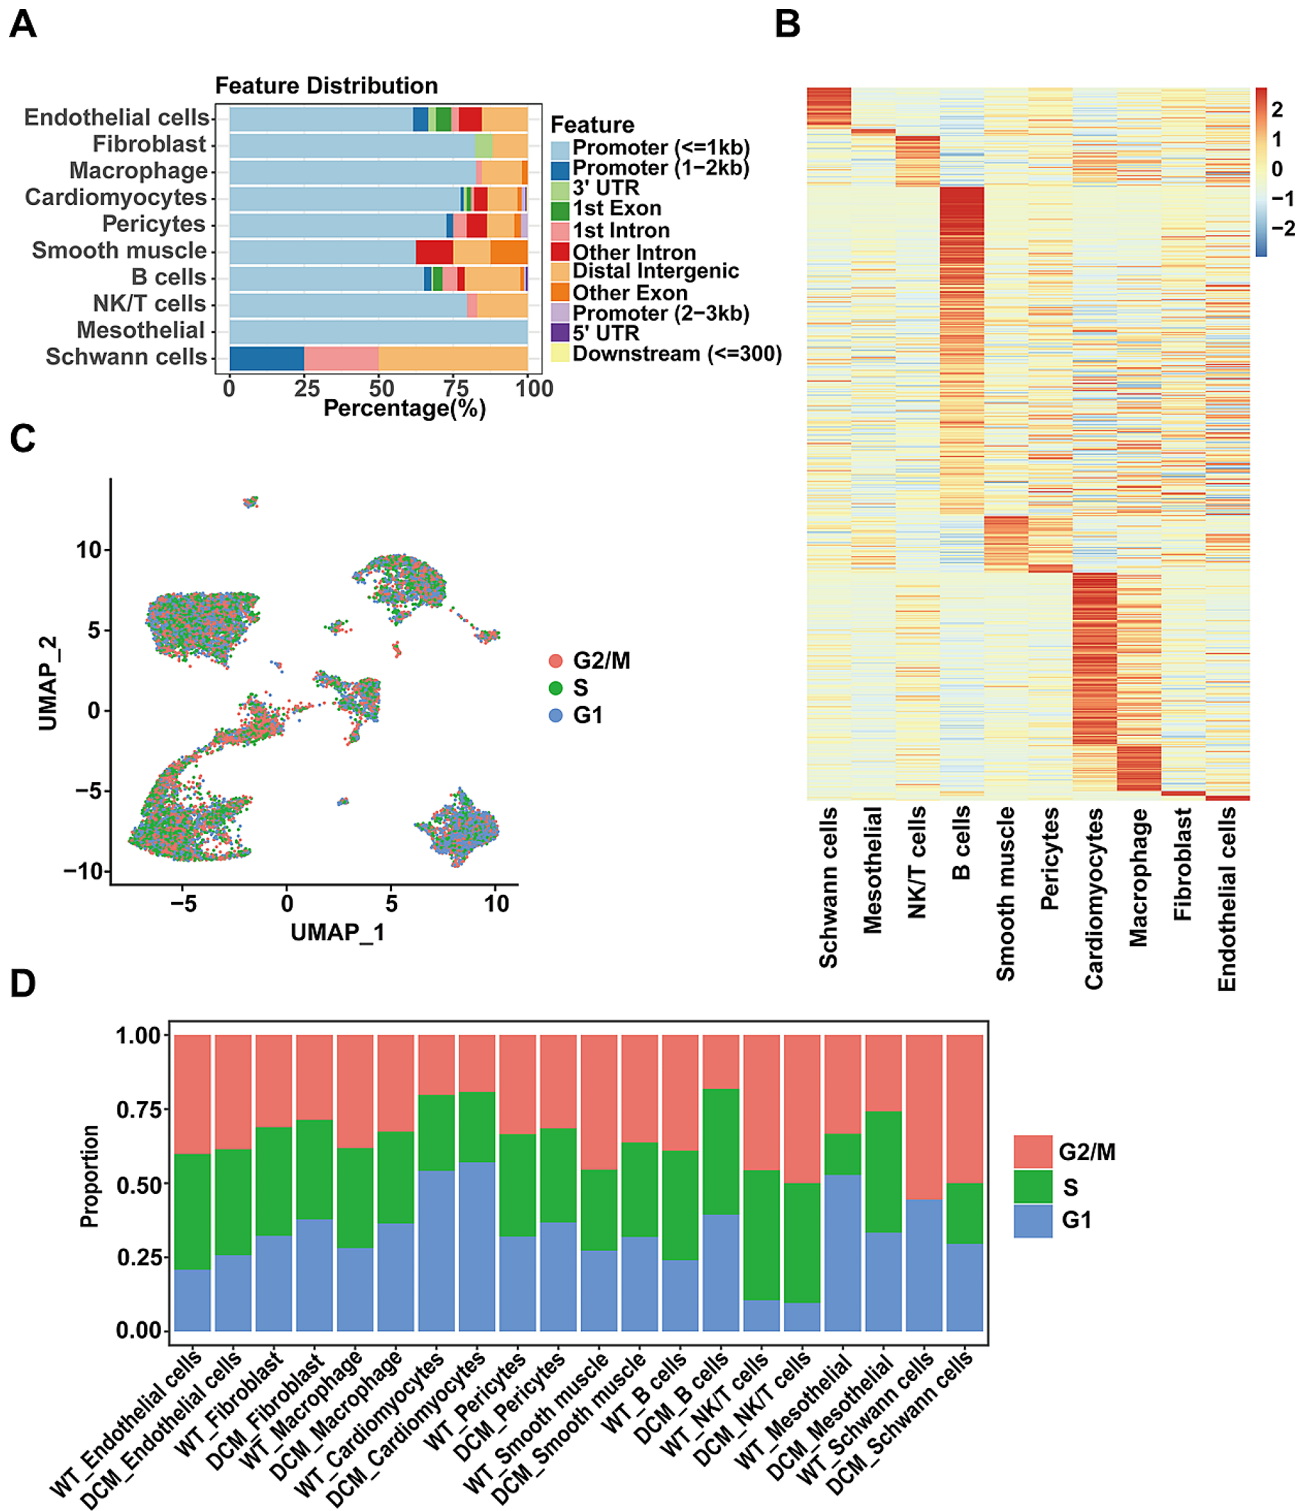 A
Feature Distribution
Endothelial cells
Fibroblast
Macrophage
Cardiomyocytes
Pericytes
Smooth muscle
B cells
NK/T cells
Mesothelial
Schwann cells
0 25 50 75 100
Percentage(%)
Feature
Promoter (<=1kb)
Promoter (1−2kb)
3' UTR
1st Exon
1st Intron
Other Intron
Distal Intergenic
Other Exon
Promoter (2−3kb)
5' UTR
Downstream (<=300)
B
2
1
0
−1
−2
Schwann cells
Mesothelial
NK/T cells
B cells
Smooth muscle
Pericytes
Cardiomyocytes
Macrophage
Fibroblast
Endothelial cells
C
UMAP_2
10
5
0
−5
−10
−5 0 5 10
UMAP_1
G2/M
S
G1
D
Proportion
1.00
0.75
0.50
0.25
0.00
WT_Endothelial cells
DCM_Endothelial cells
WT_Fibroblast
DCM_Fibroblast
WT_Macrophage
DCM_Macrophage
WT_Cardiomyocytes
DCM_Cardiomyocytes
WT_Pericytes
DCM_Pericytes
WT_Smooth muscle
DCM_Smooth muscle
WT_B cells
DCM_B cells
WT_NK/T cells
DCM_NK/T cells
WT_Mesothelial
DCM_Mesothelial
WT_Schwann cells
DCM_Schwann cells
G2/M
S
G1